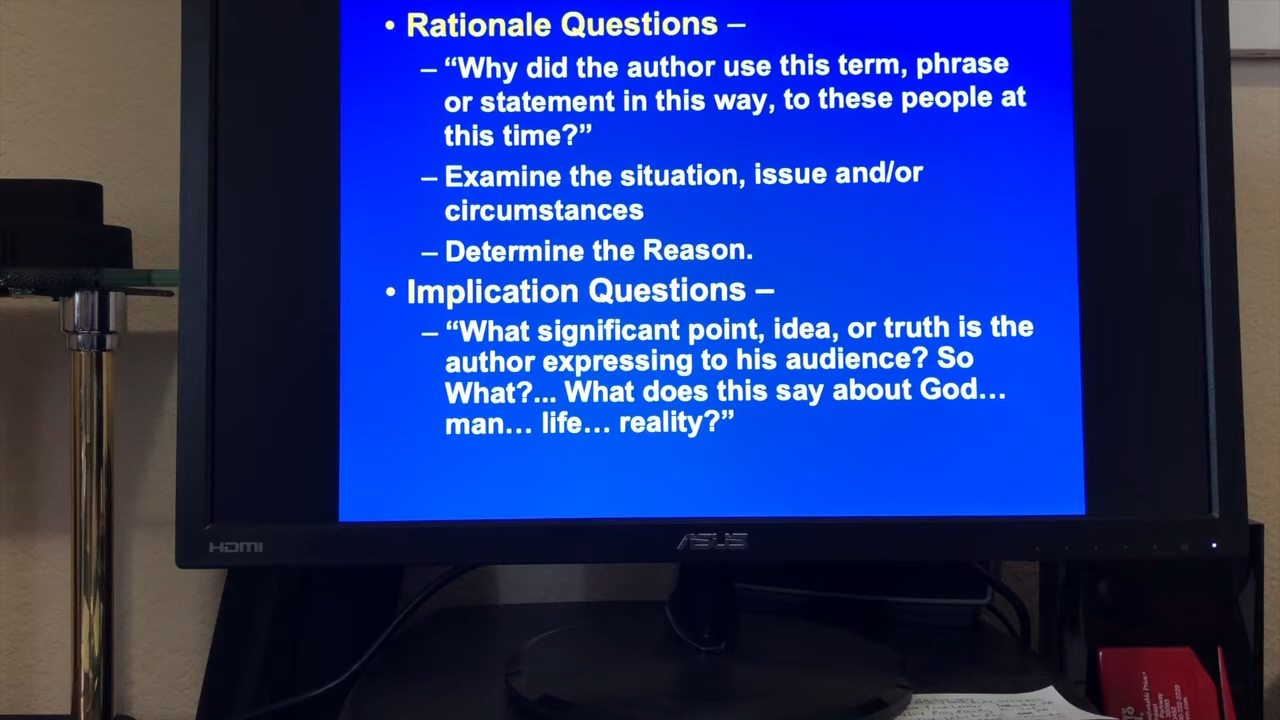 • Rationale Questions –
– “Why did the author use this term, phrase
or statement in this way, to these people at
this time?”
– Examine the situation, issue and/or
circumstances
– Determine the Reason.
• Implication Questions –
– “What significant point, idea, or truth is the
author expressing to his audience? So
What?... What does this say about God…
man… life… reality?”
HDMI
ASUS